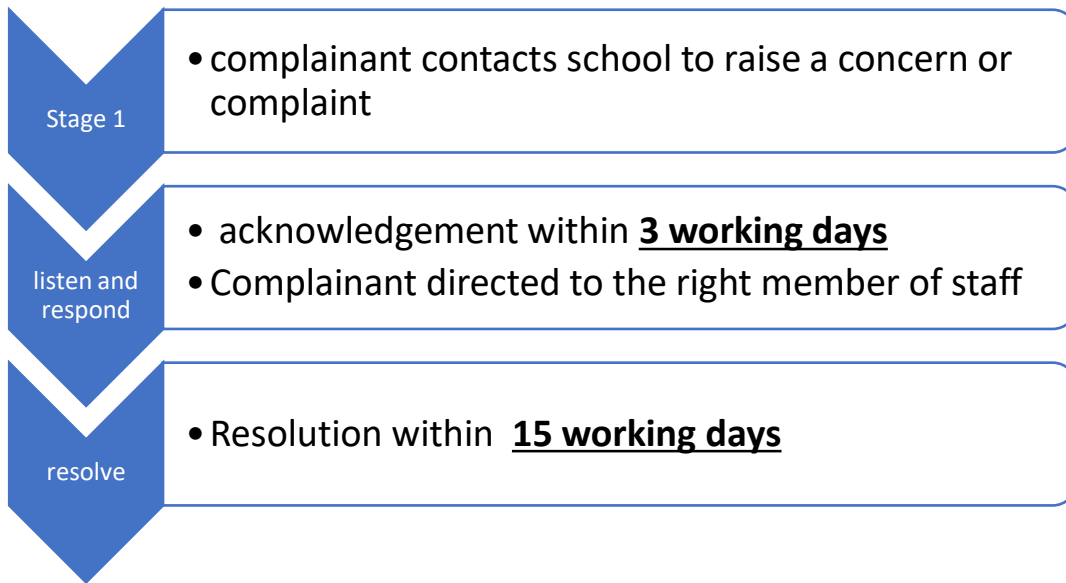 Stage 1
• complainant contacts school to raise a concern or
complaint
listen and
respond
• acknowledgement within 3 working days
• Complainant directed to the right member of staff
resolve
• Resolution within 15 working days